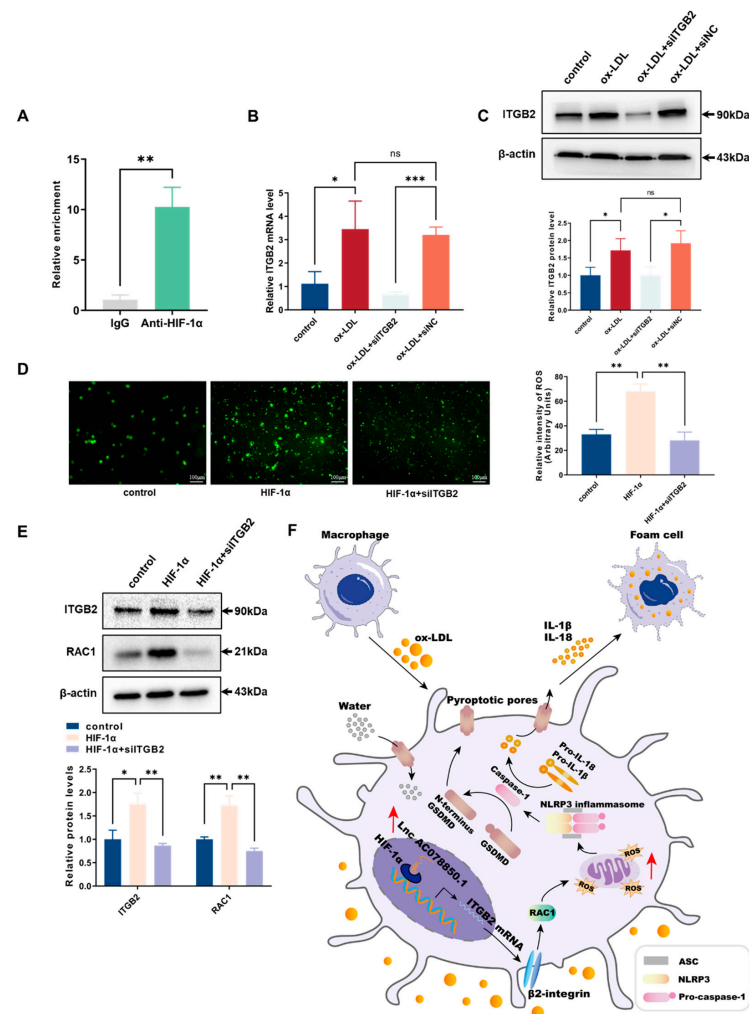 A
Relative enrichment
15
10
5
0
**
IgG
Anti-HIF-1α
B
Relative ITGB2 mRNA level
5
4
3
2
1
0
*
ns
***
control
ox-LDL
ox-LDL+siITGB2
ox-LDL+siNC
C
control
ox-LDL
ox-LDL+siITGB2
ox-LDL+siNC
ITGB2
90kDa
β-actin
43kDa
Relative ITGB2 protein level
2.5
2.0
1.5
1.0
0.5
0.0
*
ns
*
control
ox-LDL
ox-LDL+siITGB2
ox-LDL+siNC
D
100μm
100μm
100μm
control
HIF-1α
HIF-1α+siITGB2
Relative intensity of ROS
(Arbitrary Units)
80
60
40
20
0
**
**
control
HIF-1α
HIF-1α+siITGB2
E
control
HIF-1α
HIF-1α+siITGB2
ITGB2
90kDa
RAC1
21kDa
β-actin
43kDa
control
HIF-1α
HIF-1α+siITGB2
Relative protein levels
2.5
2.0
1.5
1.0
0.5
0.0
*
**
**
**
ITGB2
RAC1
F
Macrophage
Foam cell
ox-LDL
IL-1β
IL-18
Water
Pyroptotic pores
Pro-IL-18
Pro-IL-1β
Caspase-1
N-terminus
GSDMD
GSDMD
NLRP3 inflammasome
Lnc AC078850.1
HIF-1α
ITGB2 mRNA
ROS
ROS
ROS
RAC1
β2-integrin
ASC
NLRP3
Pro-caspase-1